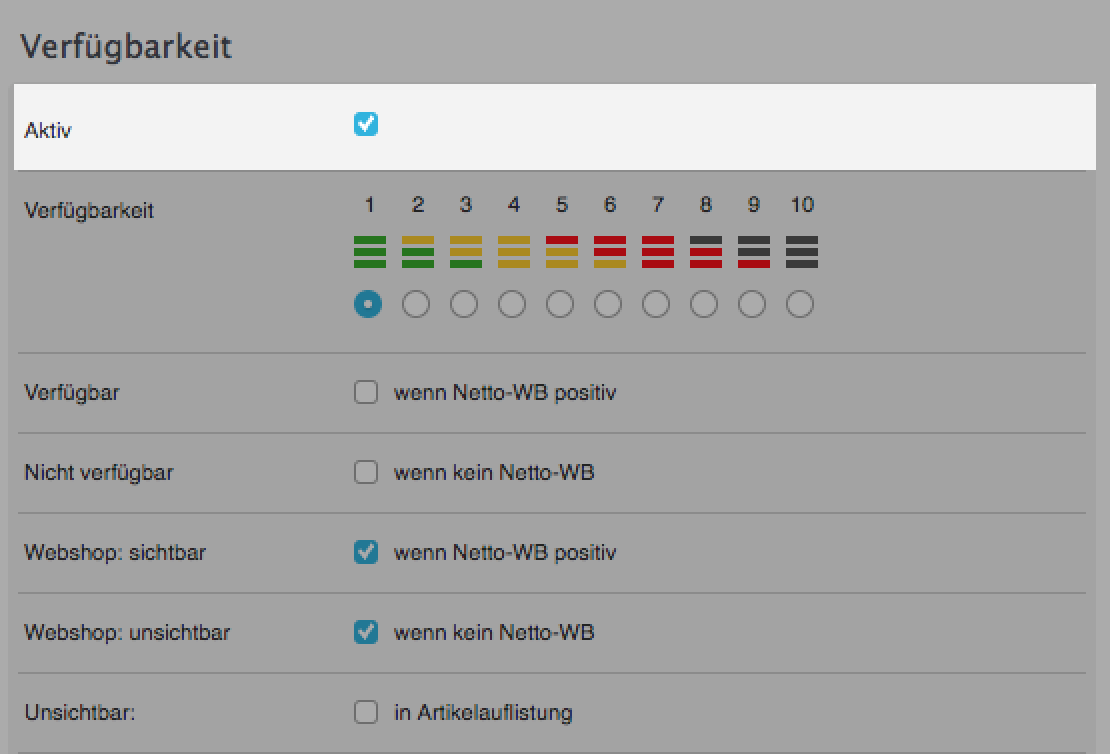 Verfügbarkeit
Aktiv
Verfügbarkeit 1 2 3 4 5 6 7 8 9 10
Verfügbar wenn Netto-WB positiv
Nicht verfügbar wenn kein Netto-WB
Webshop: sichtbar wenn Netto-WB positiv
Webshop: unsichtbar wenn kein Netto-WB
Unsichtbar: in Artikelauflistung